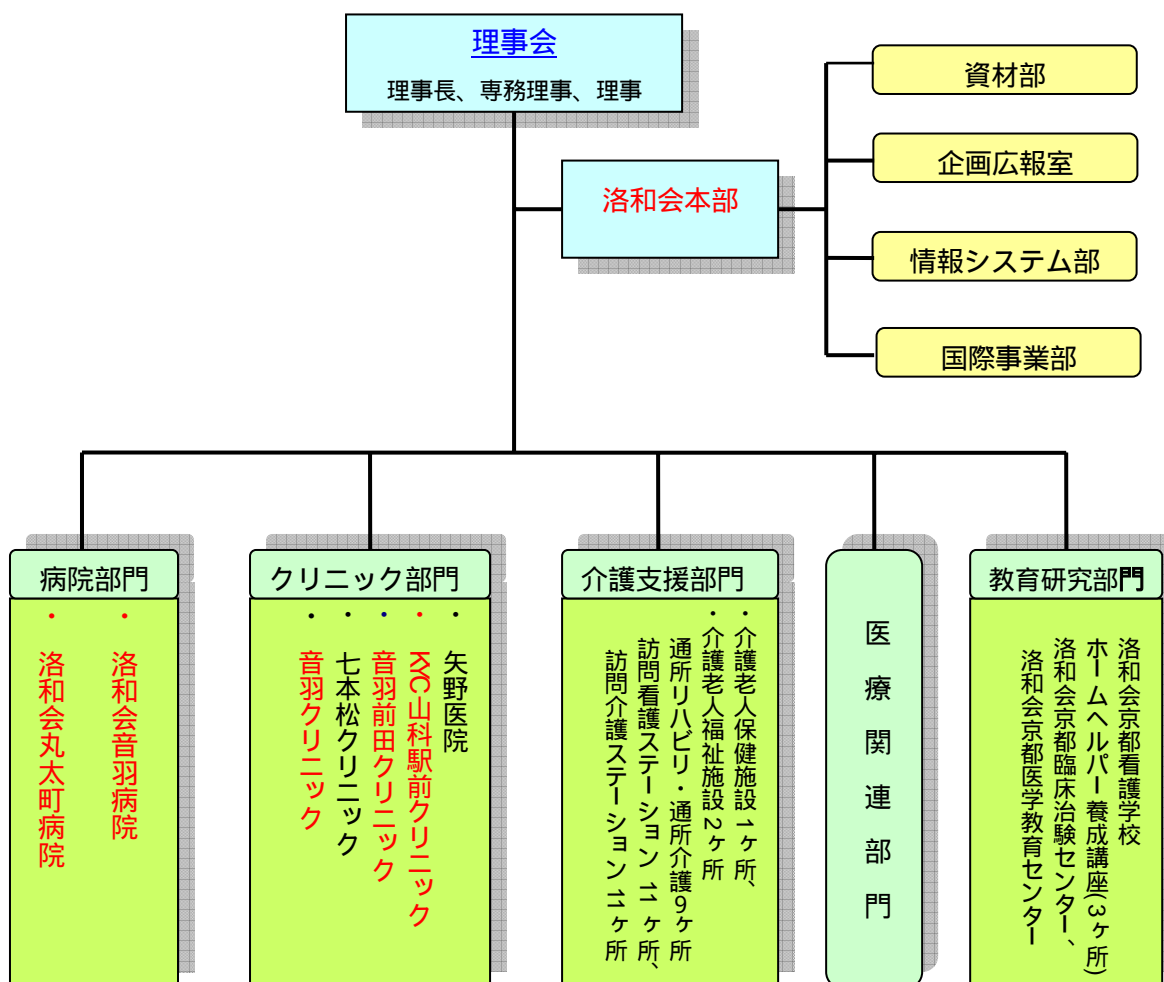 理事会
理事長、専務理事、理事
洛和会本部
資材部
企画広報室
情報システム部
国際事業部
病院部門
・洛和会音羽病院
・洛和会丸太町病院
クリニック部門
・矢野医院
・KYC山科駅前クリニック
・音羽前田クリニック
・七本松クリニック
・音羽クリニック
介護支援部門
・介護老人保健施設1ヶ所、
・介護老人福祉施設2ヶ所
通所リハビリ・通所介護9ヶ所
訪問看護ステーション 11ヶ所、
訪問介護ステーション11ヶ所
医療関連部門
教育研究部門
洛和会京都看護学校
ホームヘルパー養成講座(3ヶ所)
洛和会京都臨床治験センター、
洛和会京都医学教育センター